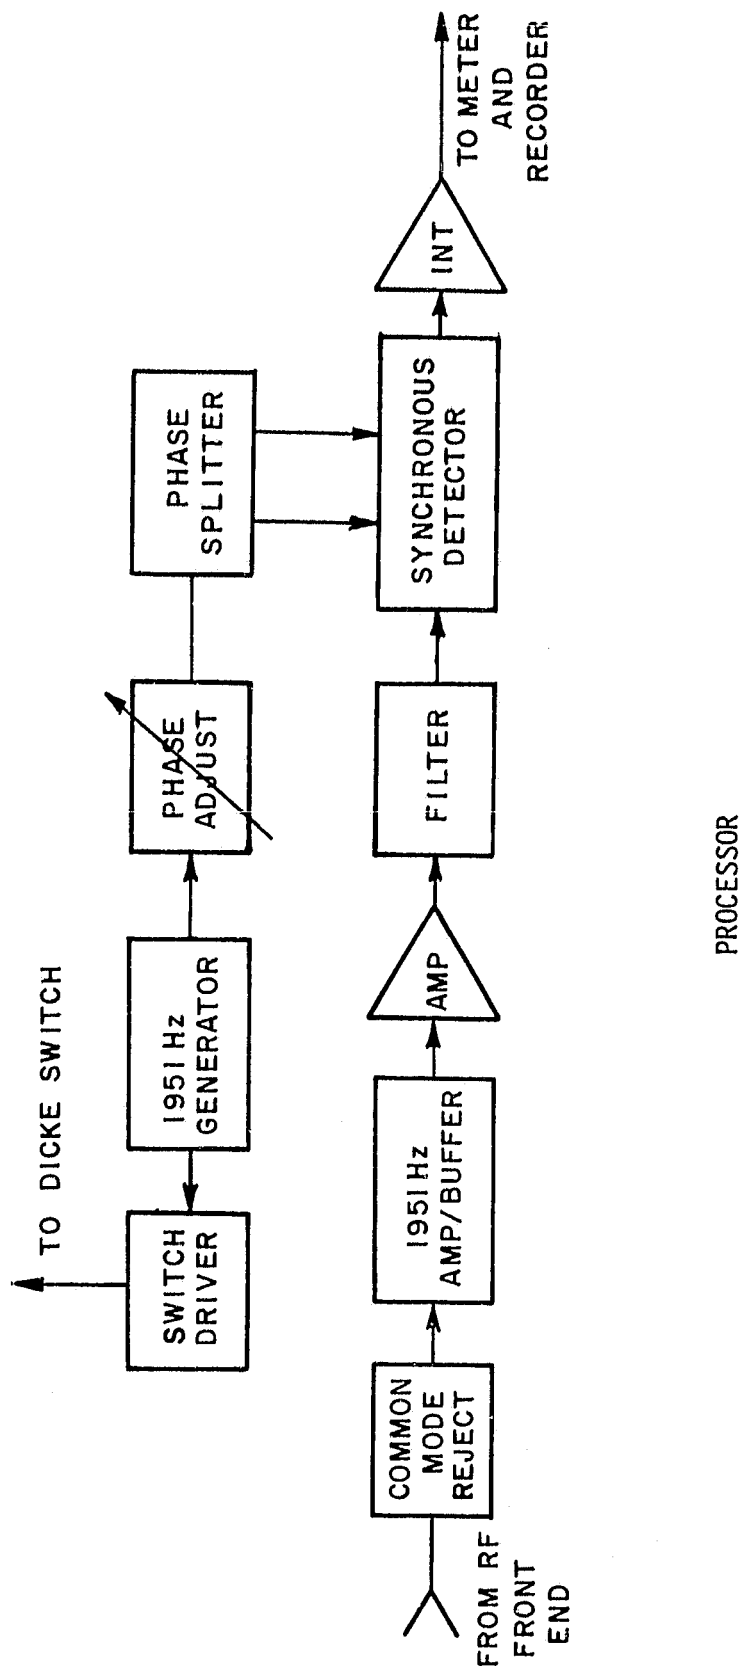 TO DICKE SWITCH
SWITCH
DRIVER
1951 Hz
GENERATOR
PHASE
ADJUST
PHASE
SPLITTER
FROM RF
FRONT
END
COMMON
MODE
REJECT
1951 Hz
AMP/BUFFER
AMP
FILTER
SYNCHRONOUS
DETECTOR
INT
TO METER
AND
RECORDER
PROCESSOR